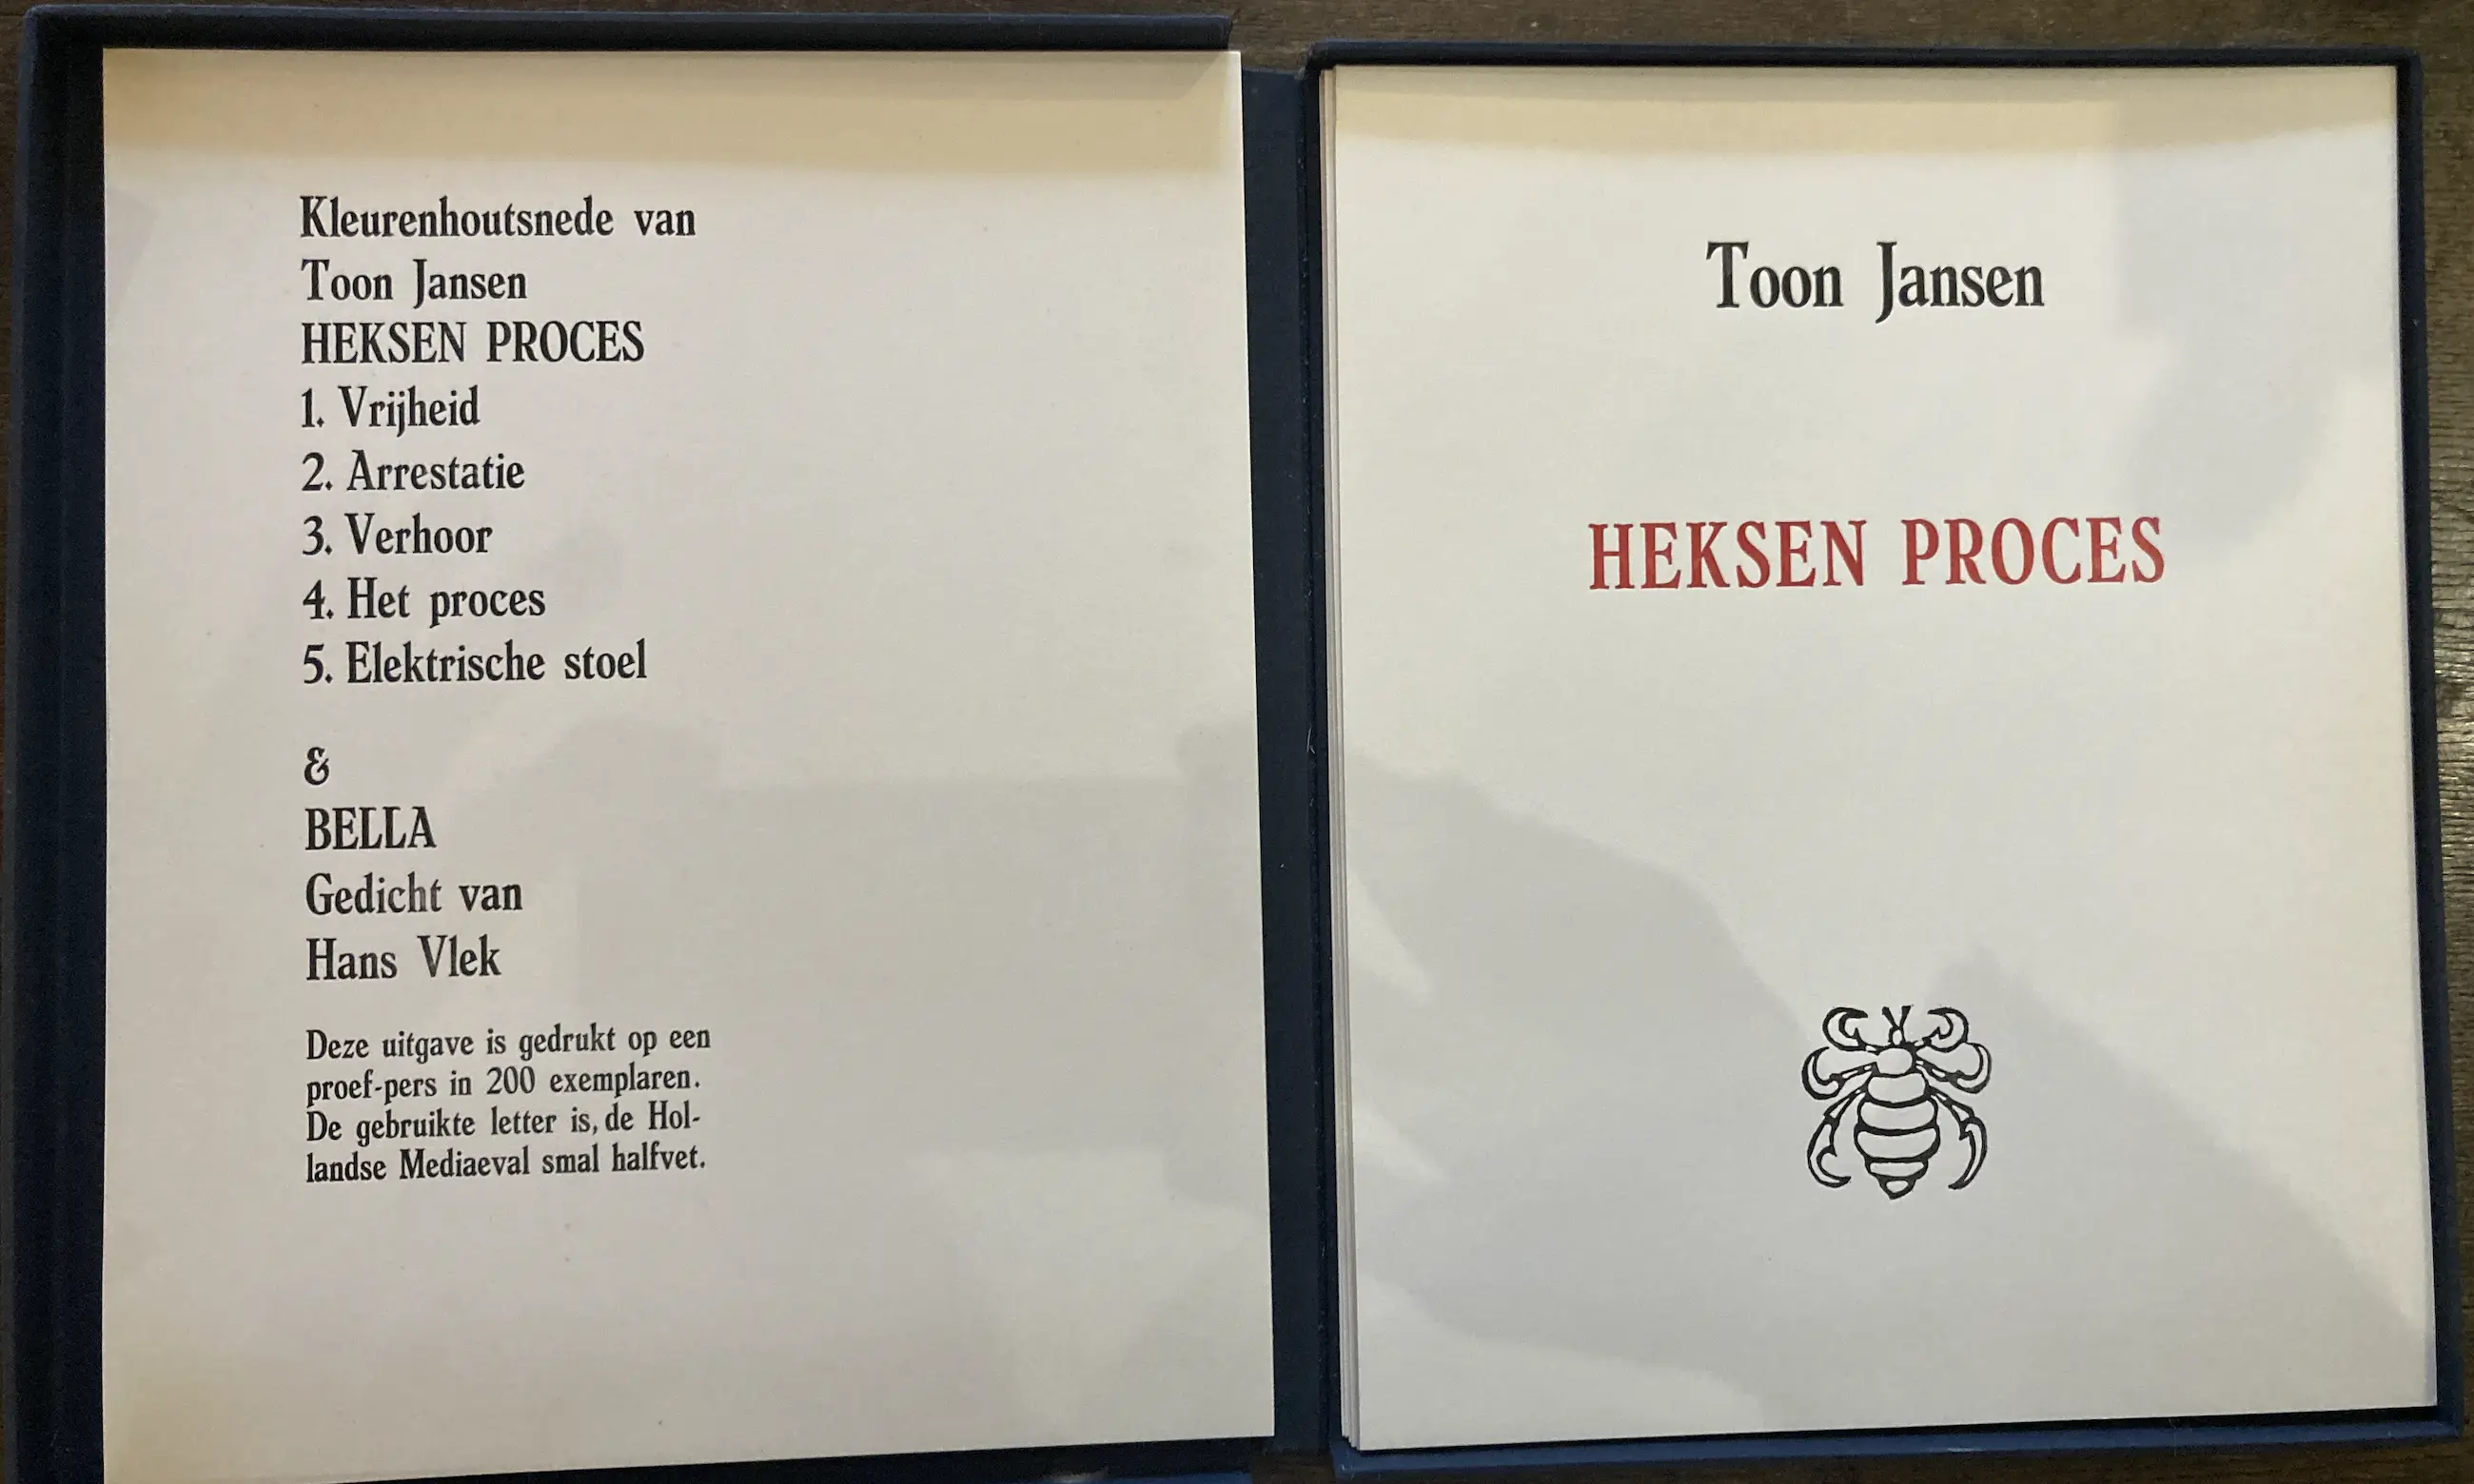 Kleurenhoutsnede van
Toon Jansen
HEKSEN PROCES
1. Vrijheid
2. Arrestatie
3. Verhoor
4. Het proces
5. Elektrische stoel
&
BELLA
Gedicht van
Hans Vlek
Deze uitgave is gedrukt op een
proef-pers in 200 exemplaren.
De gebruikte letter is, de Hol-
landse Mediaeval smal halfvet.
Toon Jansen
HEKSEN PROCES